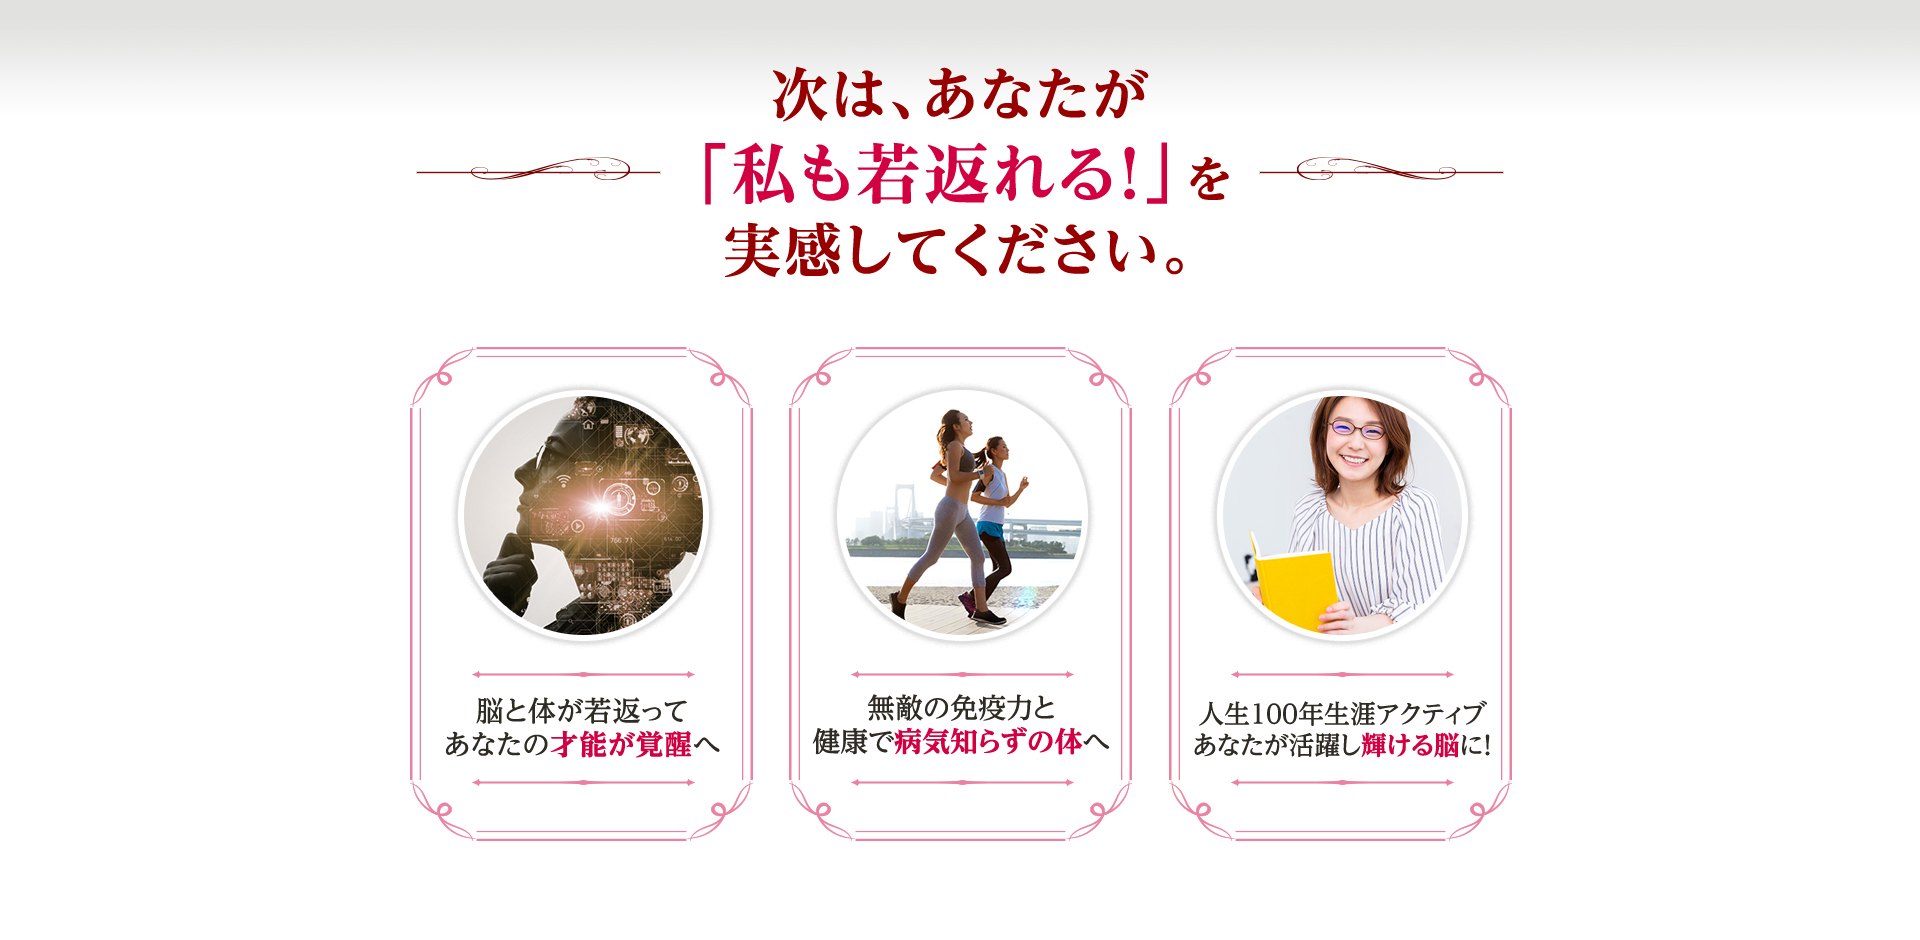 次は、あなたが
「私も若返れる!」を
実感してください。
766.71
614.00
脳と体が若返って
あなたの才能が覚醒へ
無敵の免疫力と
健康で病気知らずの体へ
人生100年生涯アクティブ
あなたが活躍し輝ける脳に!